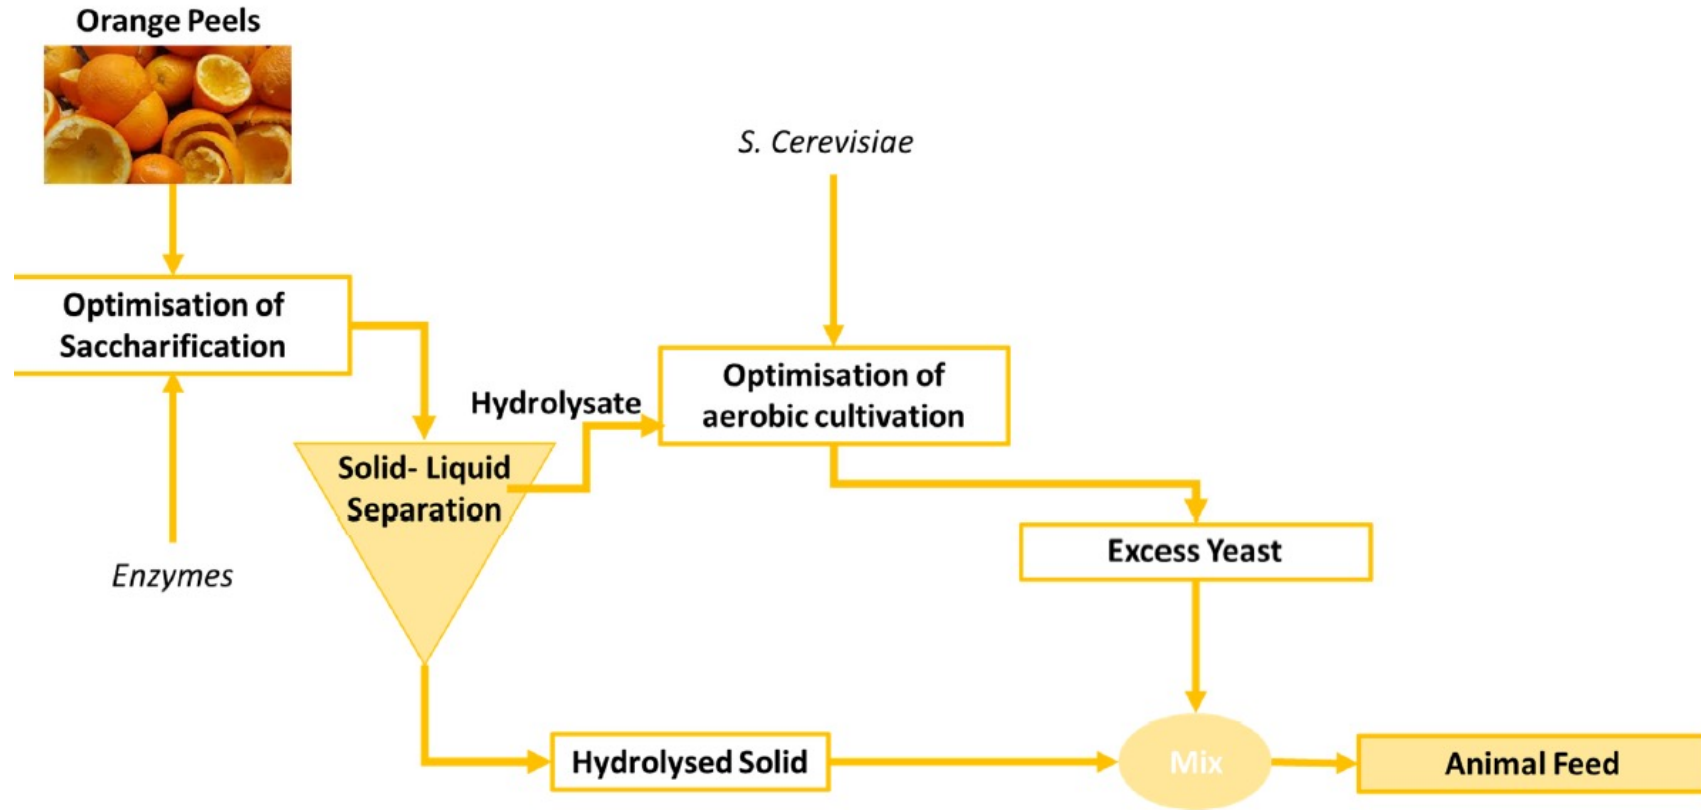 Orange Peels
S. Cerevisiae
Optimisation of
Saccharification
Optimisation of
aerobic cultivation
Hydrolysate
Solid- Liquid
Separation
Excess Yeast
Enzymes
Hydrolysed Solid
Mix
Animal Feed